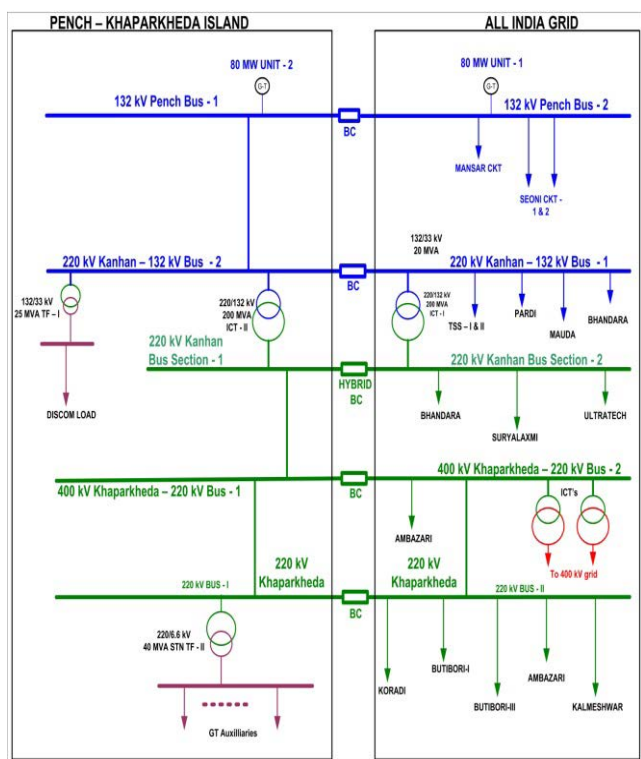 PENCH – KHAPARKHEDA ISLAND
ALL INDIA GRID
80 MW UNIT - 2
80 MW UNIT - 1
G-T
G-T
132 kV Pench Bus - 1
132 kV Pench Bus - 2
BC
MANSAR CKT
SEONI CKT -
1 & 2
132/33 kV
20 MVA
220 kV Kanhan – 132 kV Bus - 2
220 kV Kanhan – 132 kV Bus - 1
BC
132/33 kV
25 MVA TF – I
220/132 kV
200 MVA
ICT - II
220/132 kV
200 MVA
ICT - I
TSS – I & II
PARDI
MAUDA
BHANDARA
220 kV Kanhan
Bus Section - 1
220 kV Kanhan Bus Section - 2
HYBRID
BC
DISCOM LOAD
BHANDARA
SURYALAXMI
ULTRATECH
400 kV Khaparkheda – 220 kV Bus - 1
400 kV Khaparkheda – 220 kV Bus - 2
BC
ICT's
AMBAZARI
To 400 kV grid
220 kV
Khaparkheda
220 kV
Khaparkheda
220 kV BUS - I
220 kV BUS - II
BC
220/6.6 kV
40 MVA STN TF - II
KORADI
BUTIBORI-I
BUTIBORI-III
AMBAZARI
KALMESHWAR
GT Auxilliaries